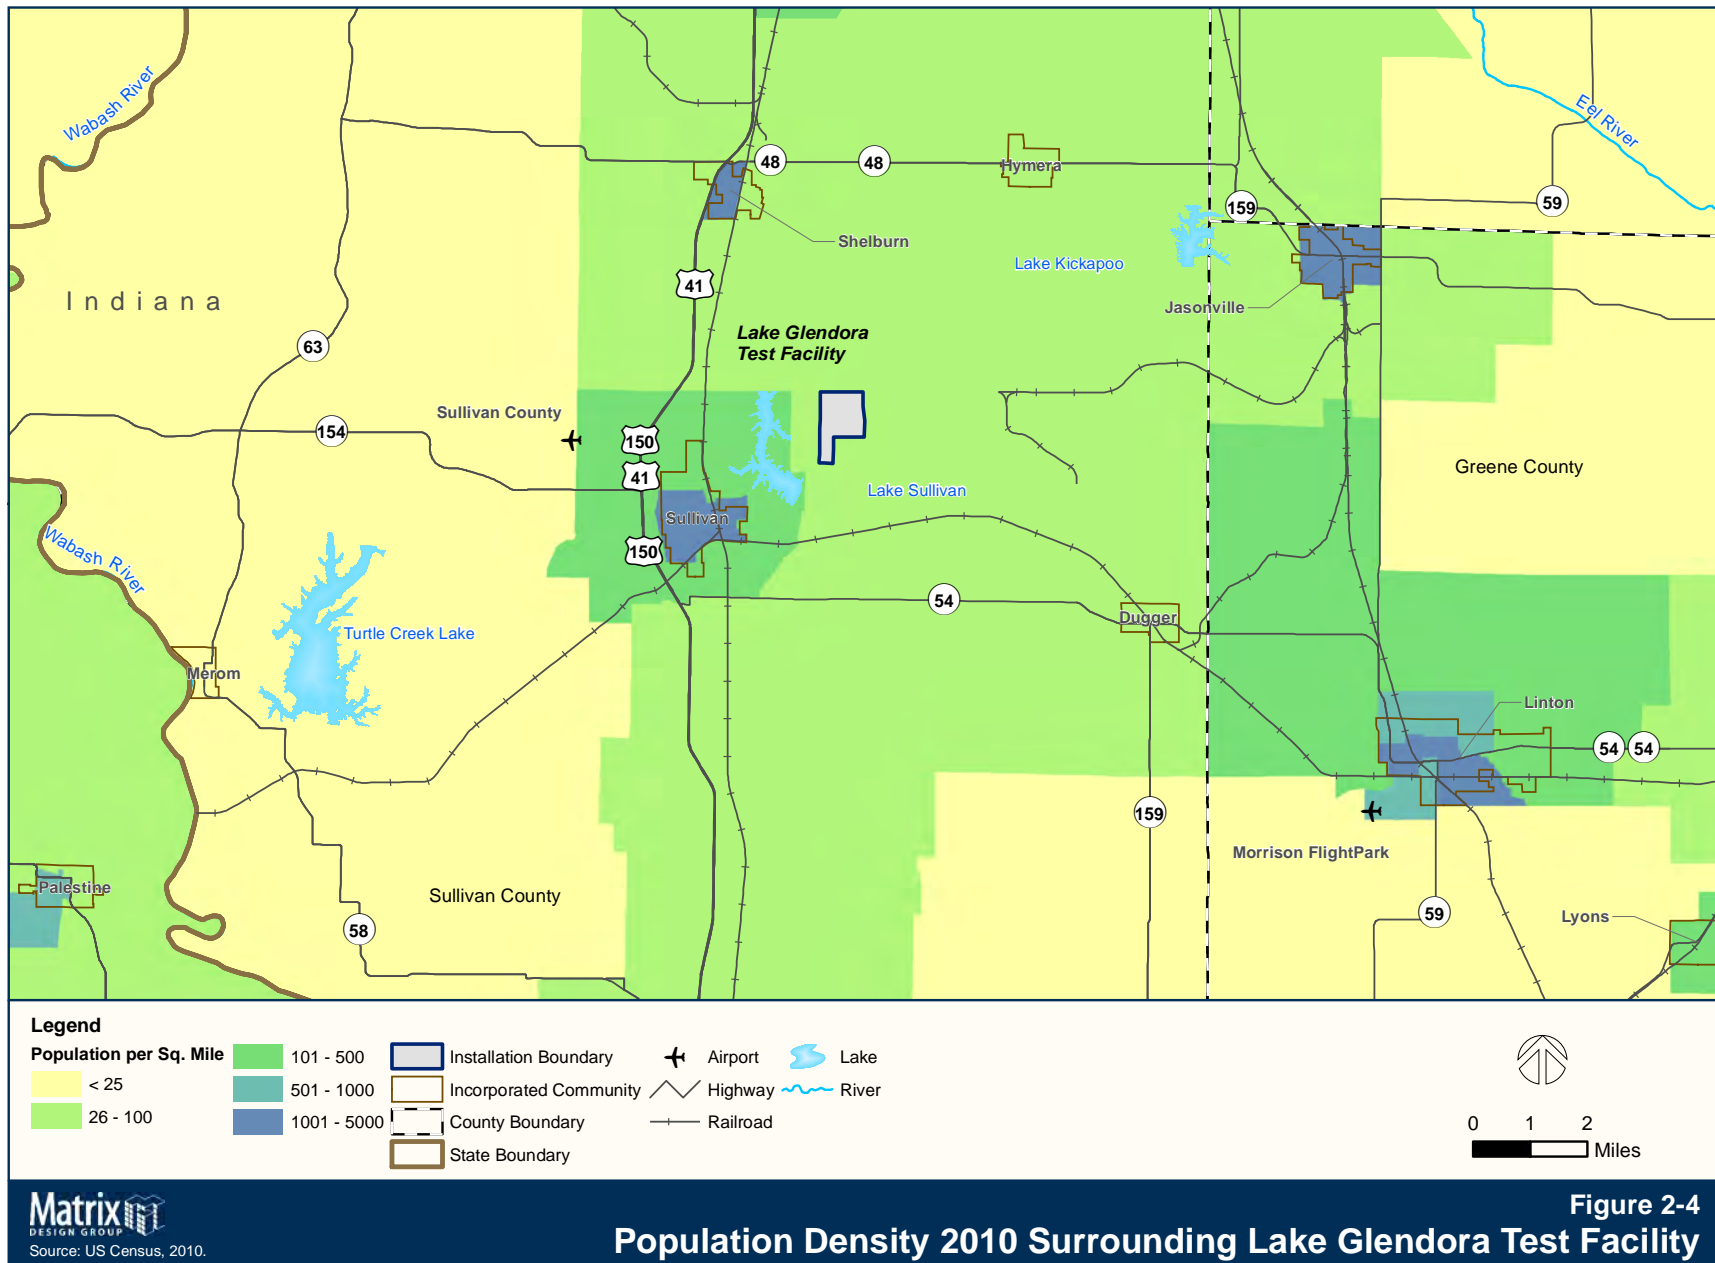 Wabash River
Eel River
48
48
Hymera
159
59
Shelburn
Lake Kickapoo
41
Indiana
Jasonville
Lake Glendora
Test Facility
63
Sullivan County
154
150
41
Greene County
Lake Sullivan
Sullivan
150
Wabash River
54
Dugger
Turtle Creek Lake
Merom
Linton
54
54
159
Morrison FlightPark
Palestine
Sullivan County
58
59
Lyons
Legend
Population per Sq. Mile
< 25
26 - 100
101 - 500
501 - 1000
1001 - 5000
Installation Boundary
Incorporated Community
County Boundary
State Boundary
Airport
Highway
Railroad
Lake
River
0 1 2
Miles
Matrix
DESIGN GROUP
Source: US Census, 2010.
Figure 2-4
Population Density 2010 Surrounding Lake Glendora Test Facility